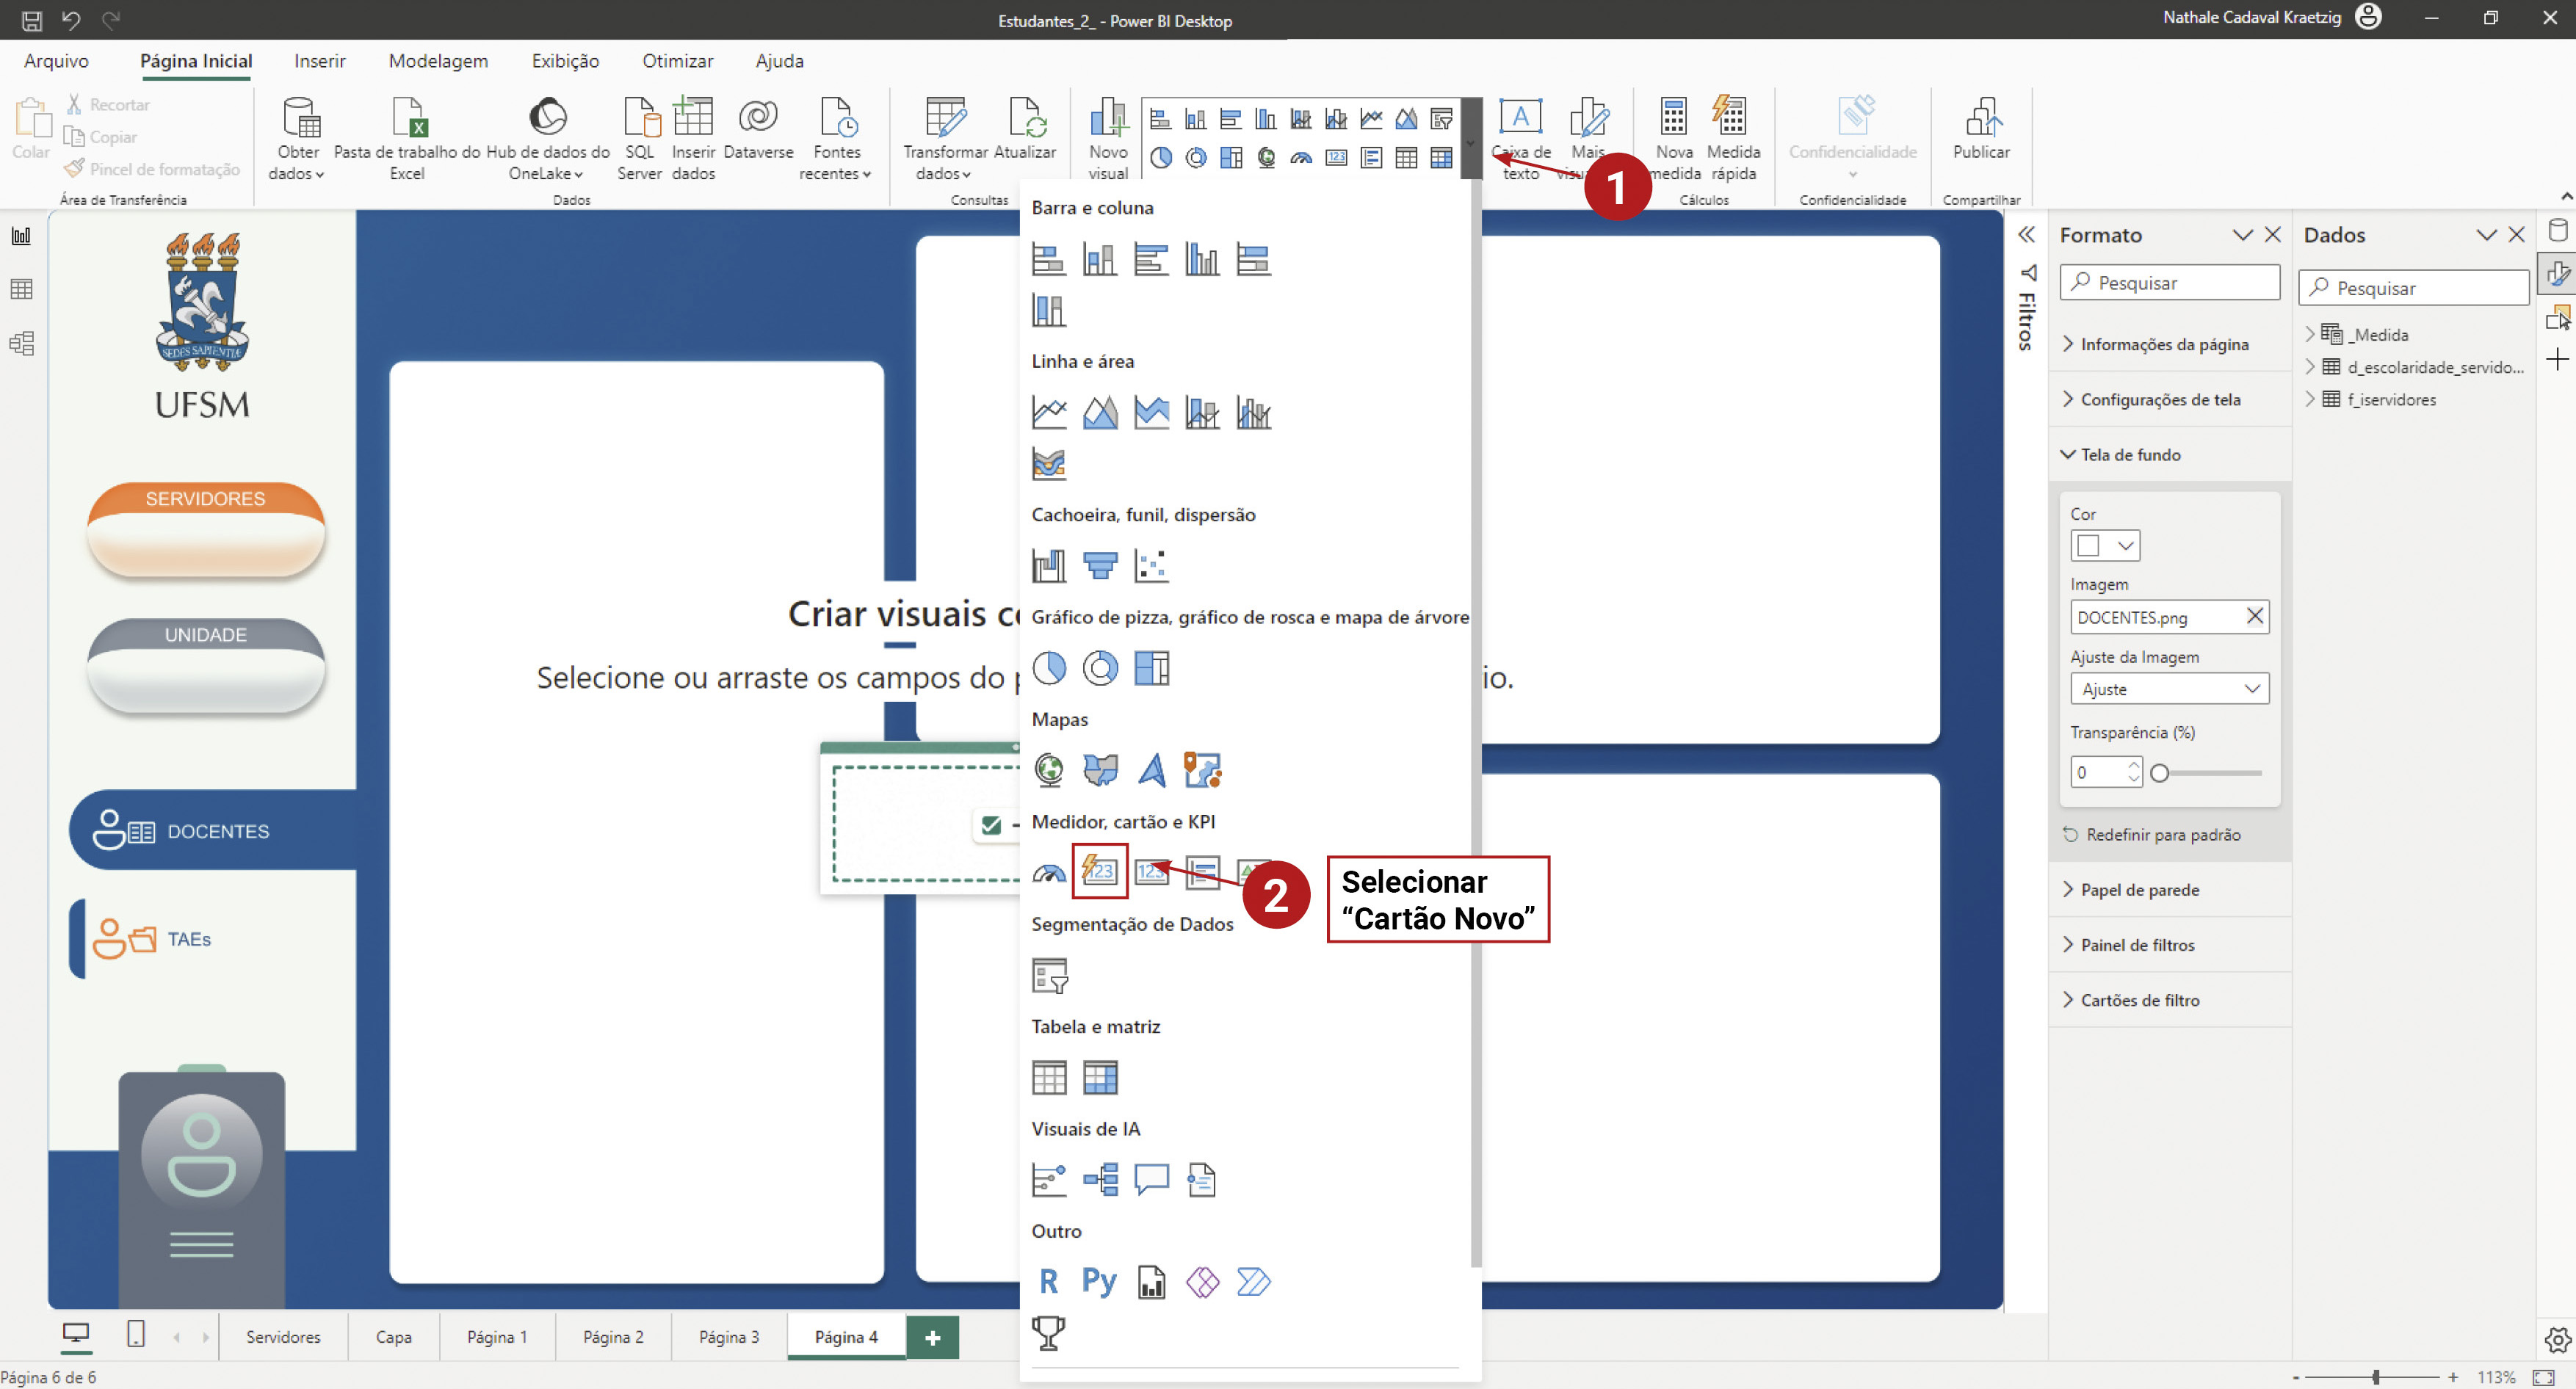 Estudantes_2_ - Power BI Desktop
Nathale Cadaval Kraetzig
Arquivo
Página Inicial
Inserir
Modelagem
Exibição
Otimizar
Ajuda
Colar
Recortar
Copiar
Pincel de formatação
Área de Transferência
Obter
dados
Pasta de trabalho do
Excel
Hub de dados do
OneLake
SQL
Server
Inserir
dados
Dataverse
Fontes
recentes
Dados
Transformar
dados
Atualizar
Consultas
Novo
visual
123
A
Caixa de
texto
Mais
1
Nova
medida
Medida
rápida
Cálculos
Confidencialidade
Confidencialidade
Publicar
Compartilhar
SEDES SAPIENTIÆ
UFSM
SERVIDORES
UNIDADE
DOCENTES
TAEs
Criar visuais
Selecione ou arraste os campos do
io.
Barra e coluna
Linha e área
Cachoeira, funil, dispersão
Gráfico de pizza, gráfico de rosca e mapa de árvore
Mapas
Medidor, cartão e KPI
123
123
2
Selecionar
“Cartão Novo”
Segmentação de Dados
Tabela e matriz
Visuais de IA
Outro
R
Py
Filtros
Formato
Pesquisar
Informações da página
Configurações de tela
Tela de fundo
Cor
Imagem
DOCENTES.png
Ajuste da Imagem
Ajuste
Transparência (%)
0
Redefinir para padrão
Papel de parede
Painel de filtros
Cartões de filtro
Dados
Pesquisar
_Medida
d_escolaridade_servido...
f_iservidores
Servidores
Capa
Página 1
Página 2
Página 3
Página 4
+
Página 6 de 6
- + 113%